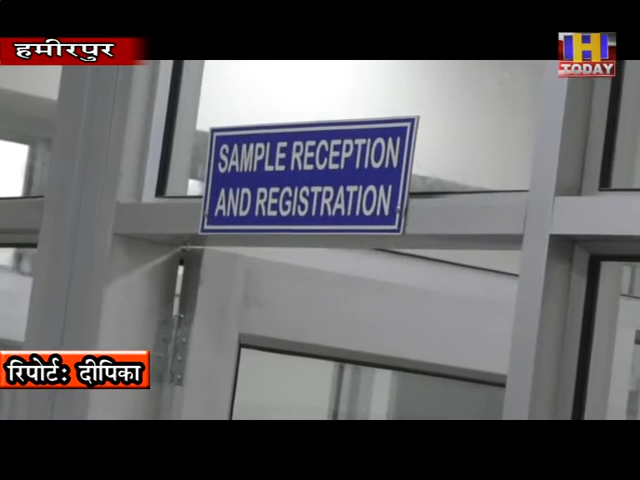 हमीरपुर
H
TODAY
SAMPLE RECEPTION
AND REGISTRATION
रिपोर्ट: दीपिका